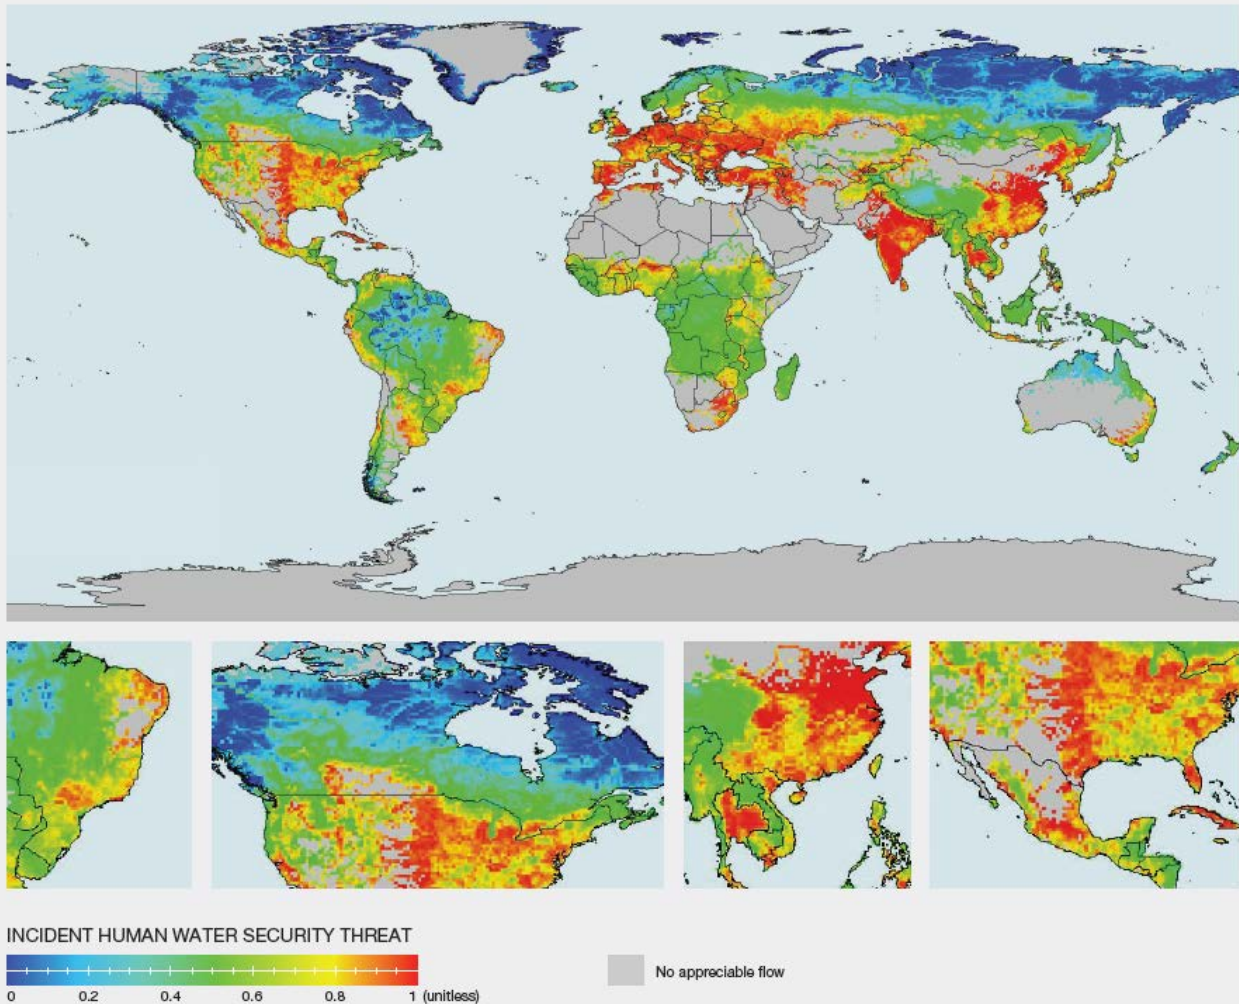 INCIDENT HUMAN WATER SECURITY THREAT
0 0.2 0.4 0.6 0.8 1 (unitless)
No appreciable flow